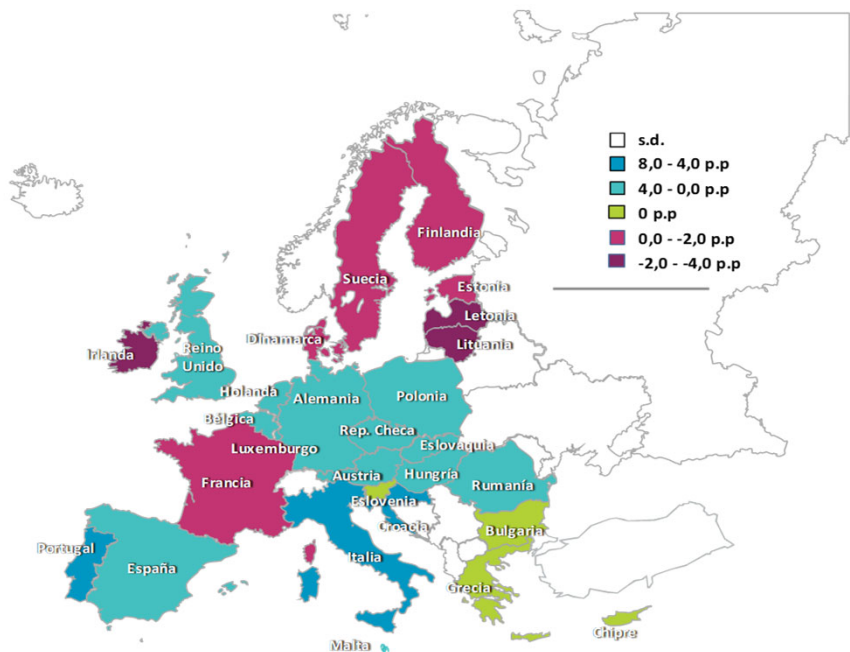 s.d.
8,0 - 4,0 p.p
4,0 - 0,0 p.p
0 p.p
0,0 - -2,0 p.p
-2,0 - -4,0 p.p
Finlandia
Suecia
Estonia
Letonia
Dinamarca
Lituania
Irlanda
Reino
Unido
Holanda
Alemania
Polonia
Bélgica
Rep. Checa
Luxemburgo
Eslovaquia
Austria
Hungría
Francia
Rumanía
Eslovenia
Croacia
Bulgaria
Portugal
Italia
España
Grecia
Chipre
Malta